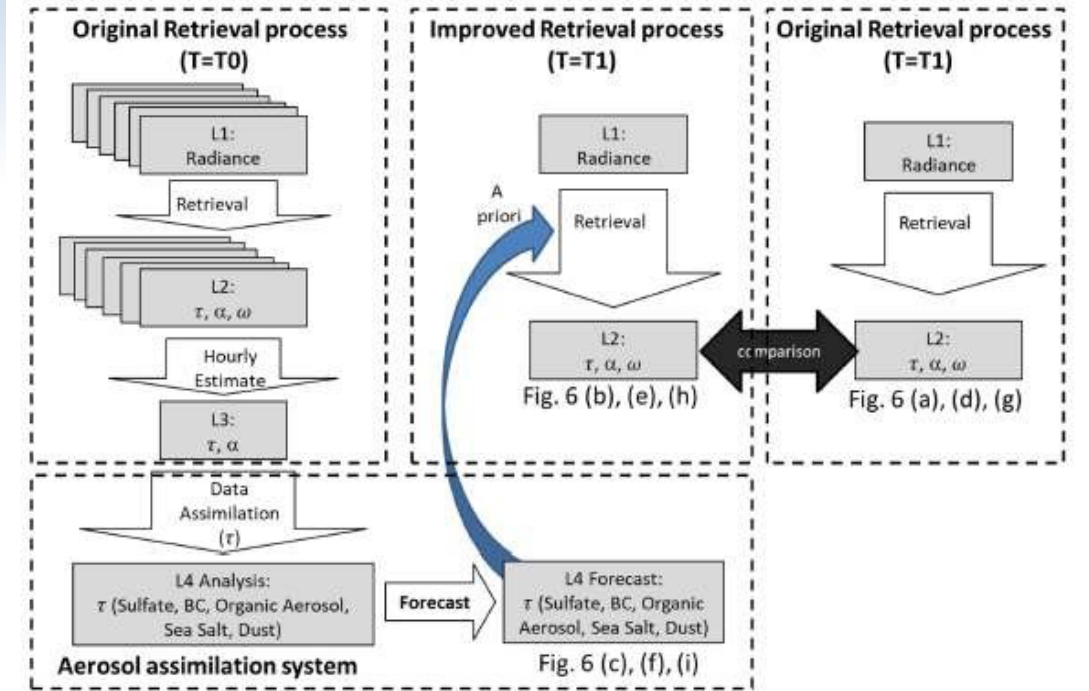 Original Retrieval process
(T=T0)
L1:
Radiance
Retrieval
L2:
τ, α, ω
Hourly
Estimate
L3:
τ, α
Improved Retrieval process
(T=T1)
L1:
Radiance
A
priori
Retrieval
L2:
τ, α, ω
Fig. 6 (b), (e), (h)
comparison
Original Retrieval process
(T=T1)
L1:
Radiance
Retrieval
L2:
τ, α, ω
Fig. 6 (a), (d), (g)
Data
Assimilation
(τ)
L4 Analysis:
τ (Sulfate, BC, Organic Aerosol,
Sea Salt, Dust)
Aerosol assimilation system
Forecast
L4 Forecast:
τ (Sulfate, BC, Organic
Aerosol, Sea Salt, Dust)
Fig. 6 (c), (f), (i)